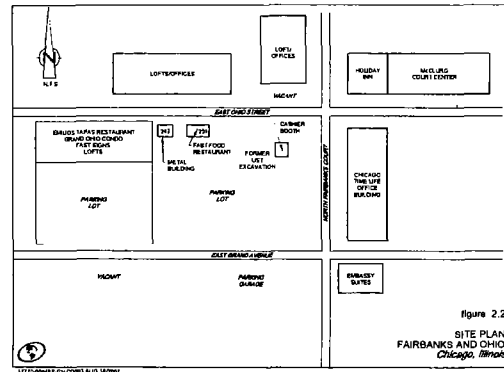 N.T.S
LOFTS/OFFICES
LOFT/
OFFICES
VACANT
HOLIDAY
INN
McCLURG
COURT CENTER
EAST OHIO STREET
EMILIOS TAPAS RESTAURANT
GRAND OHIO CONDO
FAST SIGNS
LOFTS
PARKING
LOT
METAL
BUILDING
FAST FOOD
RESTAURANT
PARKING
LOT
CASHIER
BOOTH
FORMER
UST
EXCAVATION
NORTH FAIRBANKS COURT
CHICAGO
TIME LIFE
OFFICE
BUILDING
EAST GRAND AVENUE
VACANT
PARKING
GARAGE
EMBASSY
SUITES
figure 2.2
SITE PLAN
FAIRBANKS AND OHIO
Chicago, Illinois